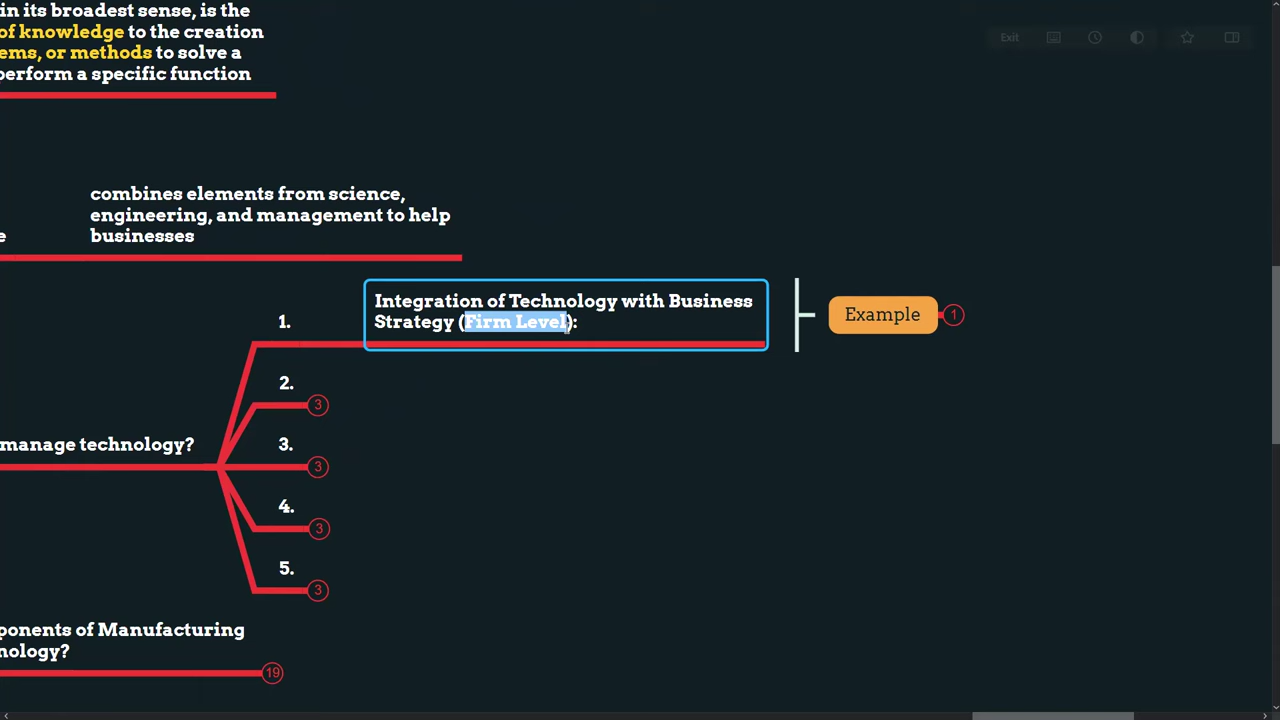 in its broadest sense, is the
of knowledge to the creation
ems, or methods to solve a
perform a specific function
Exit
combines elements from science,
engineering, and management to help
businesses
e
1.
Integration of Technology with Business
Strategy (Firm Level):
Example
1
2.
3
manage technology?
3.
3
4.
3
5.
3
ponents of Manufacturing
nology?
19